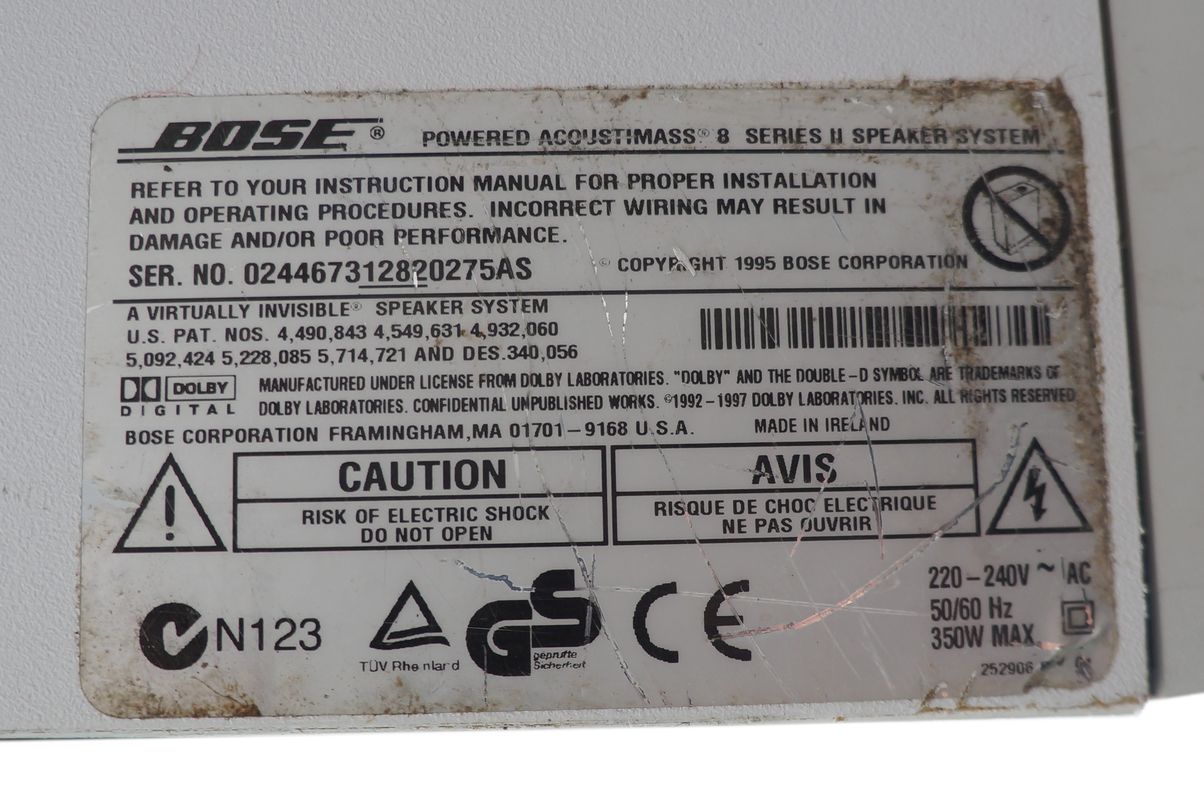 BOSE® POWERED ACOUSTIMASS® 8 SERIES II SPEAKER SYSTEM
REFER TO YOUR INSTRUCTION MANUAL FOR PROPER INSTALLATION
AND OPERATING PROCEDURES. INCORRECT WIRING MAY RESULT IN
DAMAGE AND/OR POOR PERFORMANCE.
SER. NO. 024467312820275AS © COPYRIGHT 1995 BOSE CORPORATION
A VIRTUALLY INVISIBLE® SPEAKER SYSTEM
U.S. PAT. NOS. 4,490,843 4,549,631 4,932,060
5,092,424 5,228,085 5,714,721 AND DES. 340,056
DOLBY
DIGITAL
MANUFACTURED UNDER LICENSE FROM DOLBY LABORATORIES. "DOLBY" AND THE DOUBLE-D SYMBOL ARE TRADEMARKS OF
DOLBY LABORATORIES. CONFIDENTIAL UNPUBLISHED WORKS. ©1992-1997 DOLBY LABORATORIES, INC. ALL RIGHTS RESERVED
BOSE CORPORATION FRAMINGHAM, MA 01701-9168 U.S.A. MADE IN IRELAND
CAUTION
RISK OF ELECTRIC SHOCK
DO NOT OPEN
AVIS
RISQUE DE CHOC ELECTRIQUE
NE PAS OUVRIR
N123
TÜV Rheinland
GS
geprüfte
Sicherheit
CE
220-240V ~ AC
50/60 Hz
350W MAX.
252906